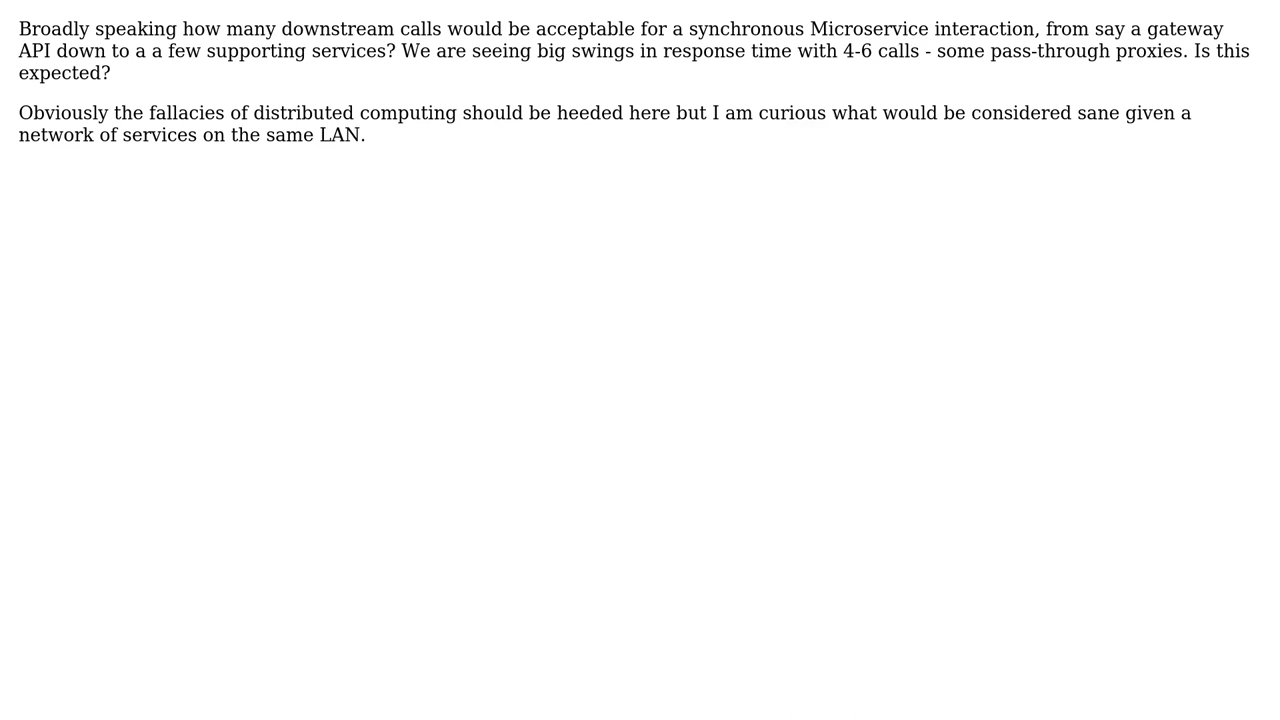 Broadly speaking how many downstream calls would be acceptable for a synchronous Microservice interaction, from say a gateway
API down to a a few supporting services? We are seeing big swings in response time with 4-6 calls - some pass-through proxies. Is this
expected?
Obviously the fallacies of distributed computing should be heeded here but I am curious what would be considered sane given a
network of services on the same LAN.